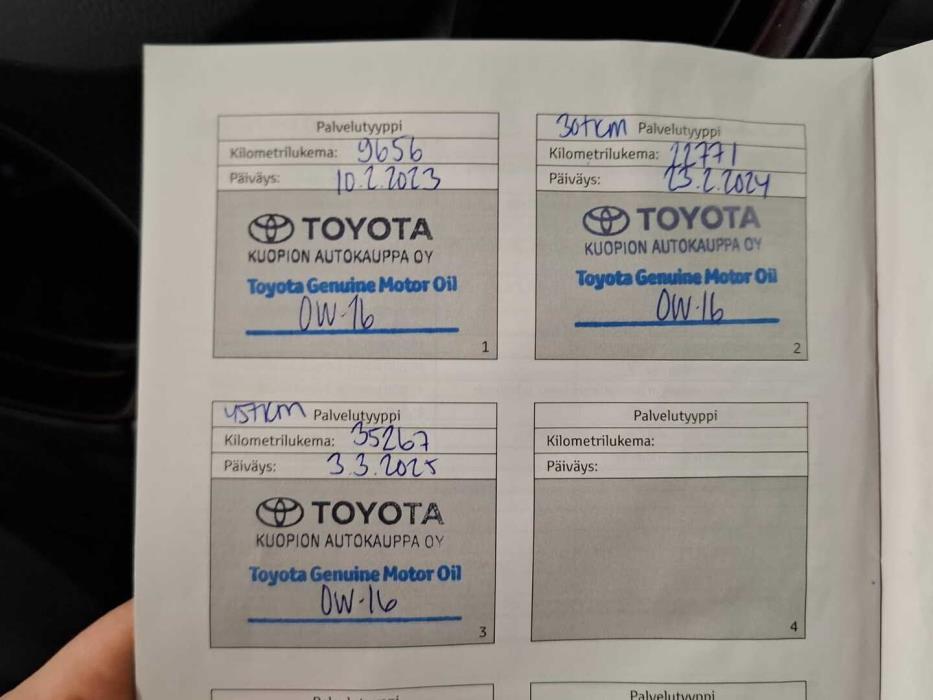 Palvelutyyppi
Kilometrilukema: 9656
Päiväys: 10.2.2023
TOYOTA
KUOPION AUTOKAUPPA OY
Toyota Genuine Motor Oil
0W-16
1
30tkm Palvelutyyppi
Kilometrilukema: 22771
Päiväys: 23.2.2024
TOYOTA
KUOPION AUTOKAUPPA OY
Toyota Genuine Motor Oil
0W-16
2
45tkm Palvelutyyppi
Kilometrilukema: 35267
Päiväys: 3.3.2025
TOYOTA
KUOPION AUTOKAUPPA OY
Toyota Genuine Motor Oil
0W-16
3
Palvelutyyppi
Kilometrilukema:
Päiväys:
4
Palvelutyyppi
Palvelutyyppi